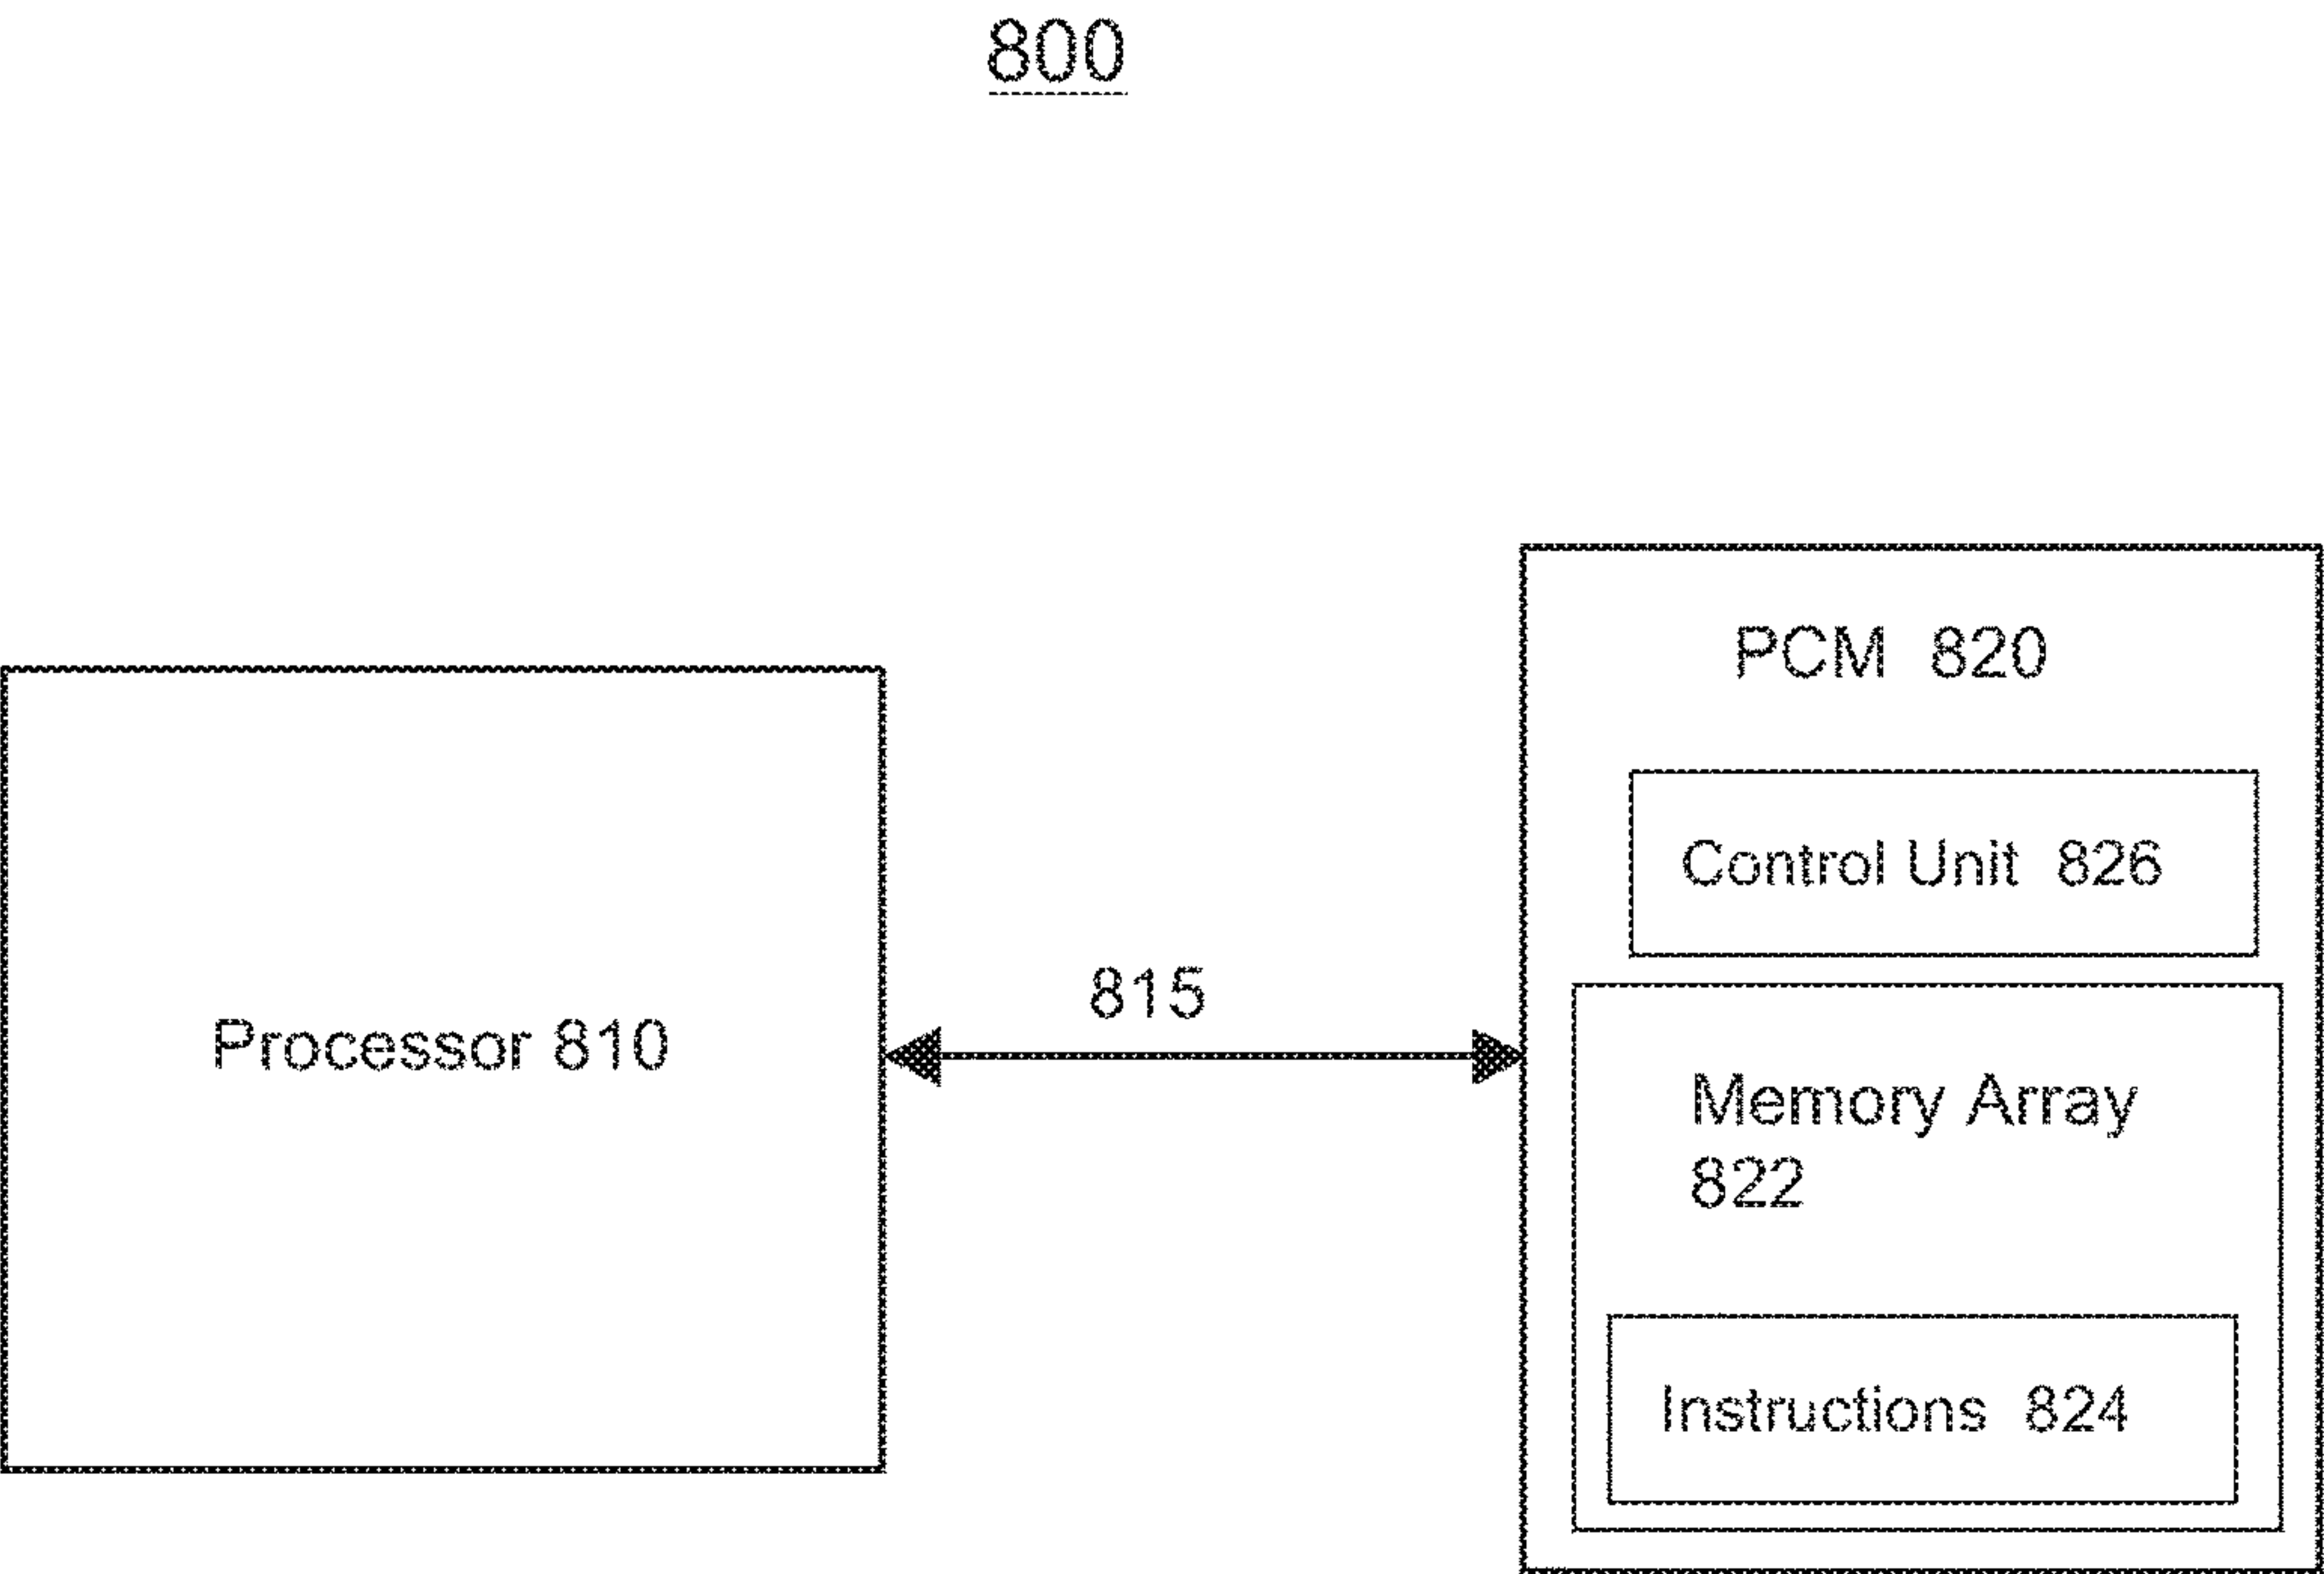 800
PCM 820
Control Unit 826
815
Processor 810
Memory Array
822
Instructions 824